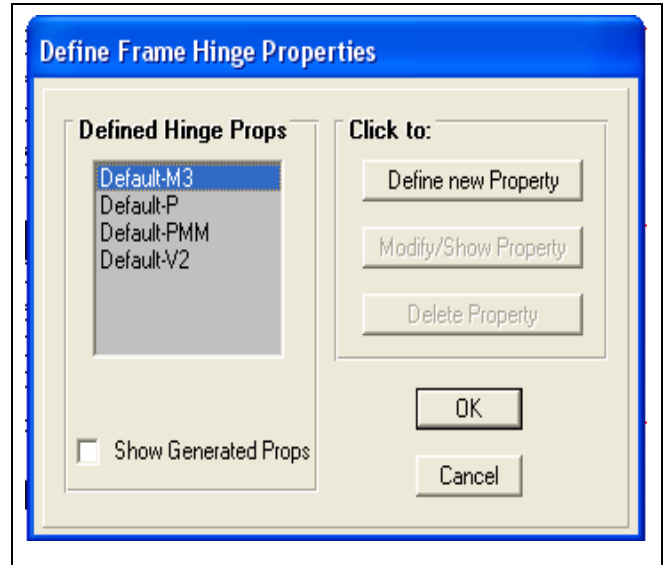 Define Frame Hinge Properties
Defined Hinge Props
Default-M3
Default-P
Default-PMM
Default-V2
Show Generated Props
Click to:
Define new Property
Modify/Show Property
Delete Property
OK
Cancel